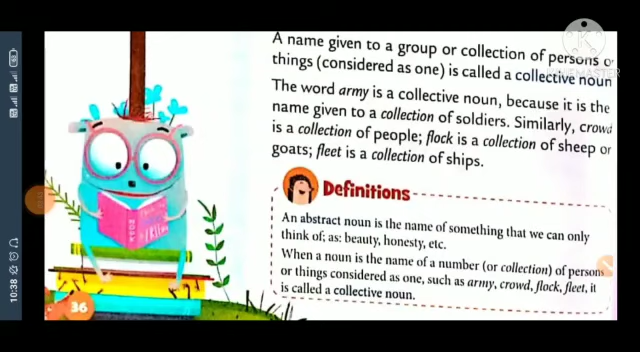 A name given to a group or collection of persons or
things (considered as one) is called a collective noun
The word army is a collective noun, because it is the
name given to a collection of soldiers. Similarly, crowd
is a collection of people; flock is a collection of sheep or
goats; fleet is a collection of ships.
Definitions
An abstract noun is the name of something that we can only
think of; as: beauty, honesty, etc.
When a noun is the name of a number (or collection) of persons
or things considered as one, such as army, crowd, flock, fleet, it
is called a collective noun.
36
10:38